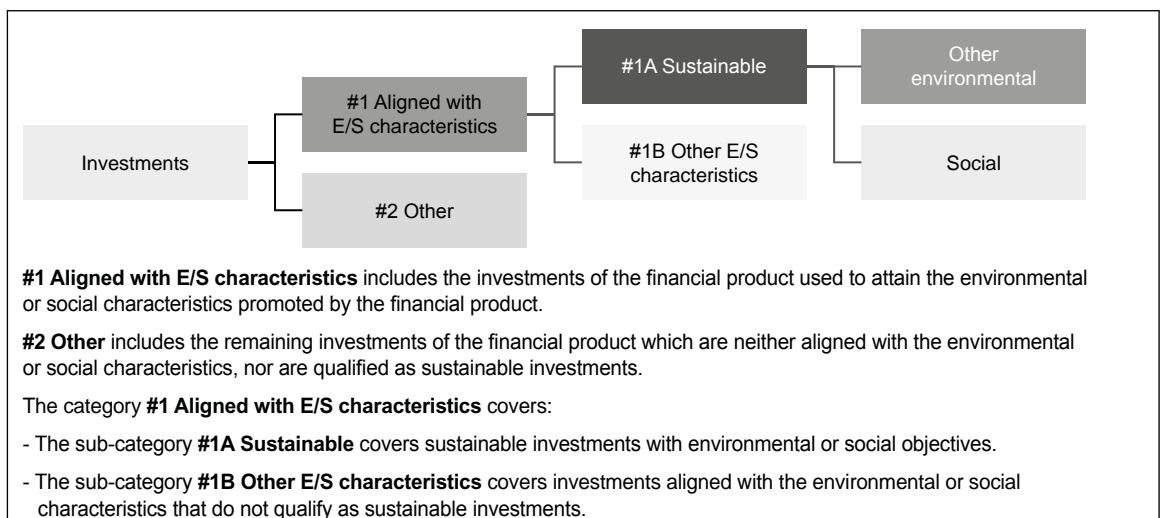 #1A Sustainable
Other
environmental
#1 Aligned with
E/S characteristics
Investments
#1B Other E/S
characteristics
Social
#2 Other
#1 Aligned with E/S characteristics includes the investments of the financial product used to attain the environmental
or social characteristics promoted by the financial product.
#2 Other includes the remaining investments of the financial product which are neither aligned with the environmental
or social characteristics, nor are qualified as sustainable investments.
The category #1 Aligned with E/S characteristics covers:
- The sub-category #1A Sustainable covers sustainable investments with environmental or social objectives.
- The sub-category #1B Other E/S characteristics covers investments aligned with the environmental or social
characteristics that do not qualify as sustainable investments.